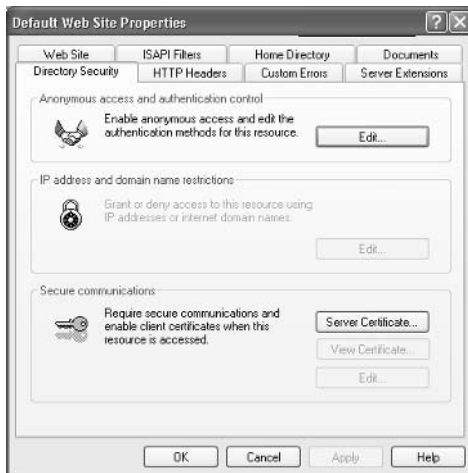 Default Web Site Properties
Web Site ISAPI Filters Home Directory Documents
Directory Security HTTP Headers Custom Errors Server Extensions
Anonymous access and authentication control
Enable anonymous access and edit the
authentication methods for this resource.
Edit...
IP address and domain name restrictions
Grant or deny access to this resource using
IP addresses or internet domain names.
Edit...
Secure communications
Require secure communications and
enable client certificates when this
resource is accessed.
Server Certificate...
View Certificate...
Edit...
OK Cancel Apply Help